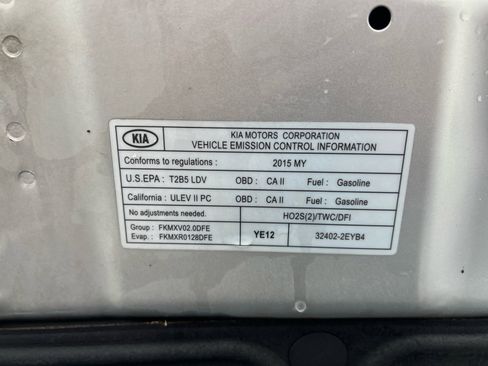 KIA
KIA MOTORS CORPORATION
VEHICLE EMISSION CONTROL INFORMATION
Conforms to regulations : 2015 MY
U.S.EPA : T2B5 LDV OBD : CA II Fuel : Gasoline
California : ULEV II PC OBD : CA II Fuel : Gasoline
No adjustments needed. HO2S(2)/TWC/DFI
Group : FKMXV02.0DFE
Evap. : FKMXR0128DFE
YE12 32402-2EYB4